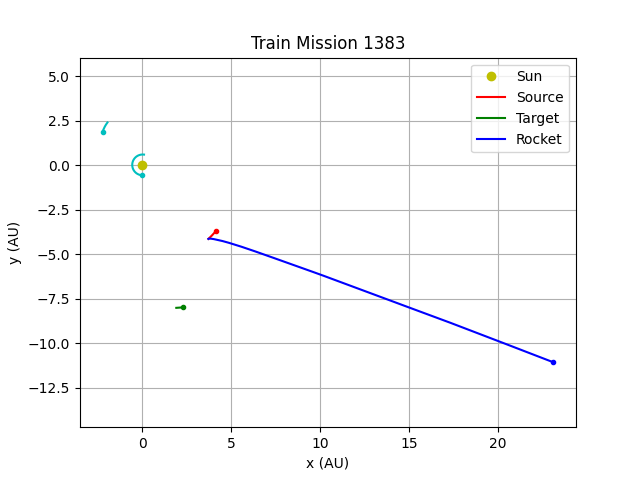 Train Mission 1383
Sun
Source
Target
Rocket
5.0
2.5
0.0
−2.5
−5.0
−7.5
−10.0
−12.5
y (AU)
0
5
10
15
20
x (AU)